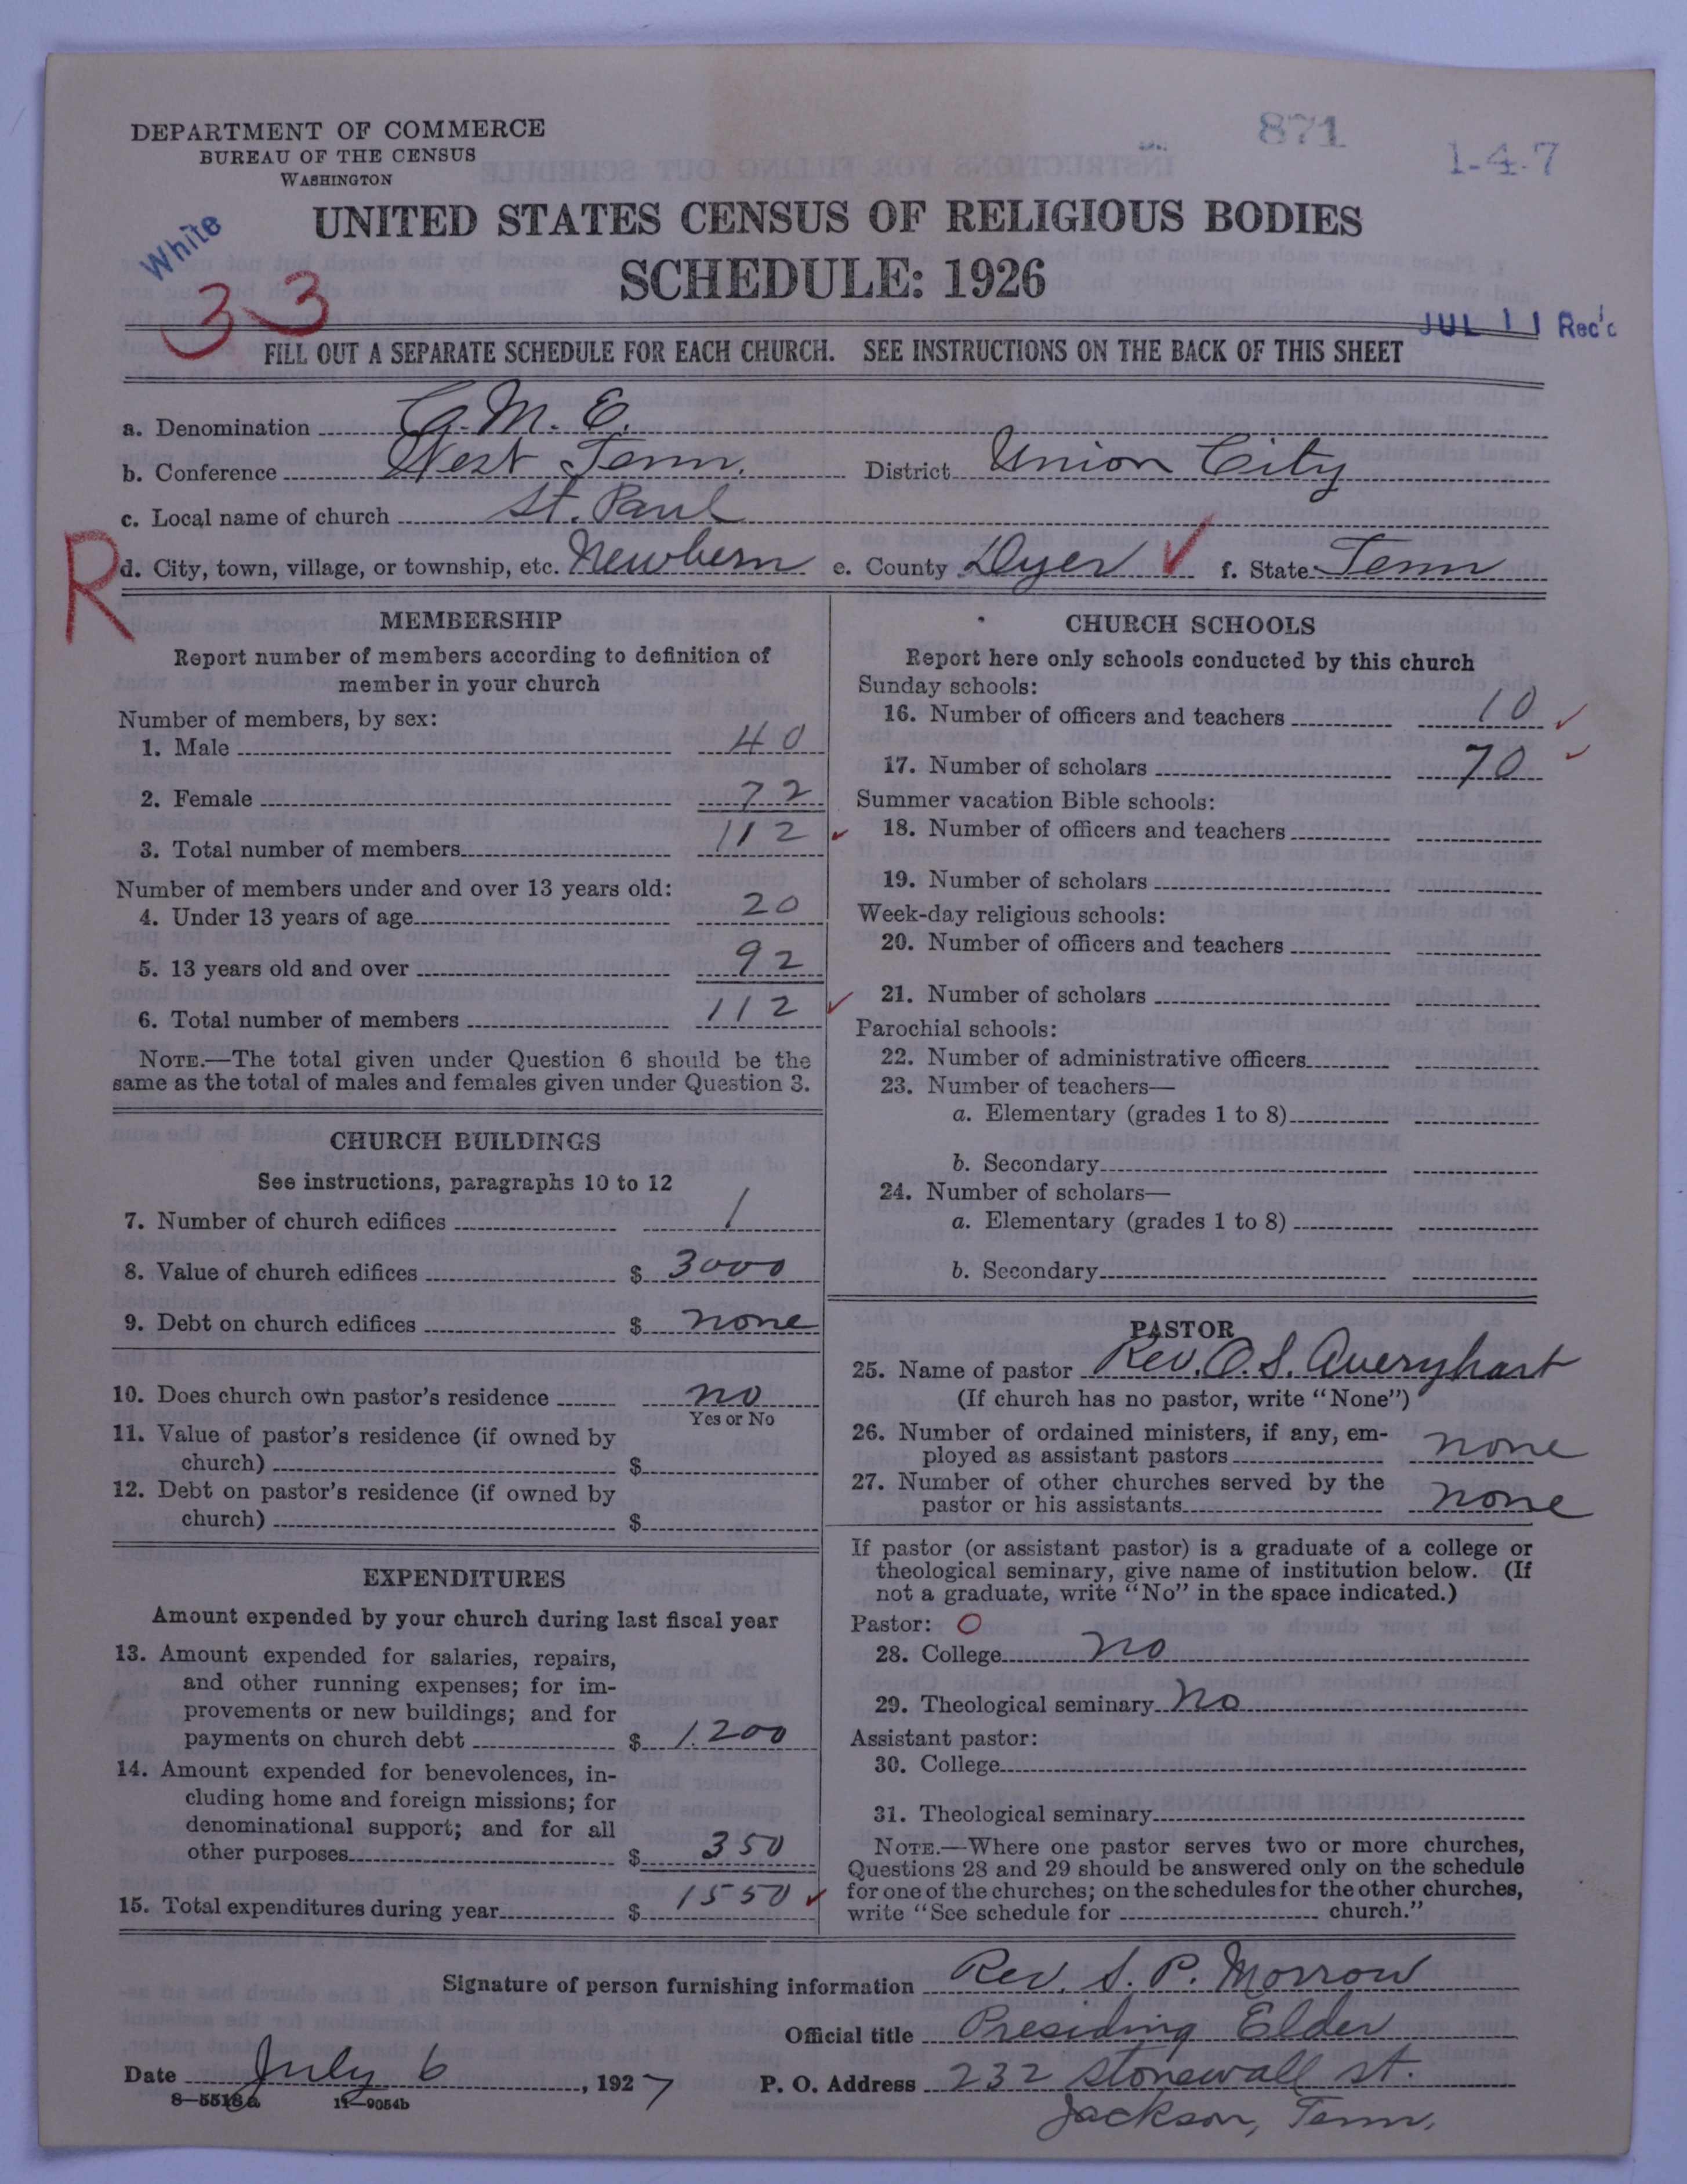 DEPARTMENT OF COMMERCE
BUREAU OF THE CENSUS
WASHINGTON
871
1-4-7
White
33
UNITED STATES CENSUS OF RELIGIOUS BODIES
SCHEDULE: 1926
JUL 11 Rec'd
FILL OUT A SEPARATE SCHEDULE FOR EACH CHURCH. SEE INSTRUCTIONS ON THE BACK OF THIS SHEET
a. Denomination C. M. E.
b. Conference West Tenn. District Union City
c. Local name of church St. Paul
R
d. City, town, village, or township, etc. Newbern e. County Dyer ✓ f. State Tenn
MEMBERSHIP
Report number of members according to definition of
member in your church
Number of members, by sex:
1. Male 40
2. Female 72
3. Total number of members 112 ✓
Number of members under and over 13 years old:
4. Under 13 years of age 20
5. 13 years old and over 92
6. Total number of members 112 ✓
NOTE.—The total given under Question 6 should be the
same as the total of males and females given under Question 3.
CHURCH BUILDINGS
See instructions, paragraphs 10 to 12
7. Number of church edifices 1
8. Value of church edifices $ 3000
9. Debt on church edifices $ none
10. Does church own pastor's residence no
Yes or No
11. Value of pastor's residence (if owned by
church) $
12. Debt on pastor's residence (if owned by
church) $
EXPENDITURES
Amount expended by your church during last fiscal year
13. Amount expended for salaries, repairs,
and other running expenses; for im-
provements or new buildings; and for
payments on church debt $ 1200
14. Amount expended for benevolences, in-
cluding home and foreign missions; for
denominational support; and for all
other purposes $ 350
15. Total expenditures during year $ 1550 ✓
CHURCH SCHOOLS
Report here only schools conducted by this church
Sunday schools:
16. Number of officers and teachers 10 ✓
17. Number of scholars 70 ✓
Summer vacation Bible schools:
18. Number of officers and teachers
19. Number of scholars
Week-day religious schools:
20. Number of officers and teachers
21. Number of scholars
Parochial schools:
22. Number of administrative officers
23. Number of teachers—
a. Elementary (grades 1 to 8)
b. Secondary
24. Number of scholars—
a. Elementary (grades 1 to 8)
b. Secondary
PASTOR
25. Name of pastor Rev. O. S. Averyhart
(If church has no pastor, write "None")
26. Number of ordained ministers, if any, em-
ployed as assistant pastors none
27. Number of other churches served by the
pastor or his assistants none
If pastor (or assistant pastor) is a graduate of a college or
theological seminary, give name of institution below. (If
not a graduate, write "No" in the space indicated.)
Pastor: O
28. College no
29. Theological seminary no
Assistant pastor:
30. College
31. Theological seminary
NOTE.—Where one pastor serves two or more churches,
Questions 28 and 29 should be answered only on the schedule
for one of the churches; on the schedules for the other churches,
write "See schedule for church."
Signature of person furnishing information Rev. S. P. Morrow
Official title Presiding Elder
Date July 6, 1927 P. O. Address 232 Stonewall St.
8—5518a 11—9054b
Jackson, Tenn.